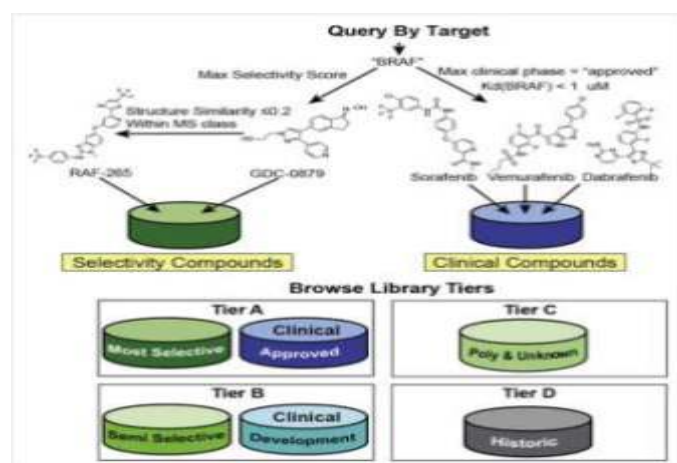 Query By Target
"BRAF"
Max Selectivity Score
Max clinical phase = "approved"
Kd(BRAF) < 1 uM
Structure Similarity ≤0.2
Within MS class
RAF-265
GDC-0879
Sorafenib
Vemurafenib
Dabrafenib
Selectivity Compounds
Clinical Compounds
Browse Library Tiers
Tier A
Most Selective
Clinical
Approved
Tier C
Poly & Unknown
Tier B
Semi Selective
Clinical
Development
Tier D
Historic